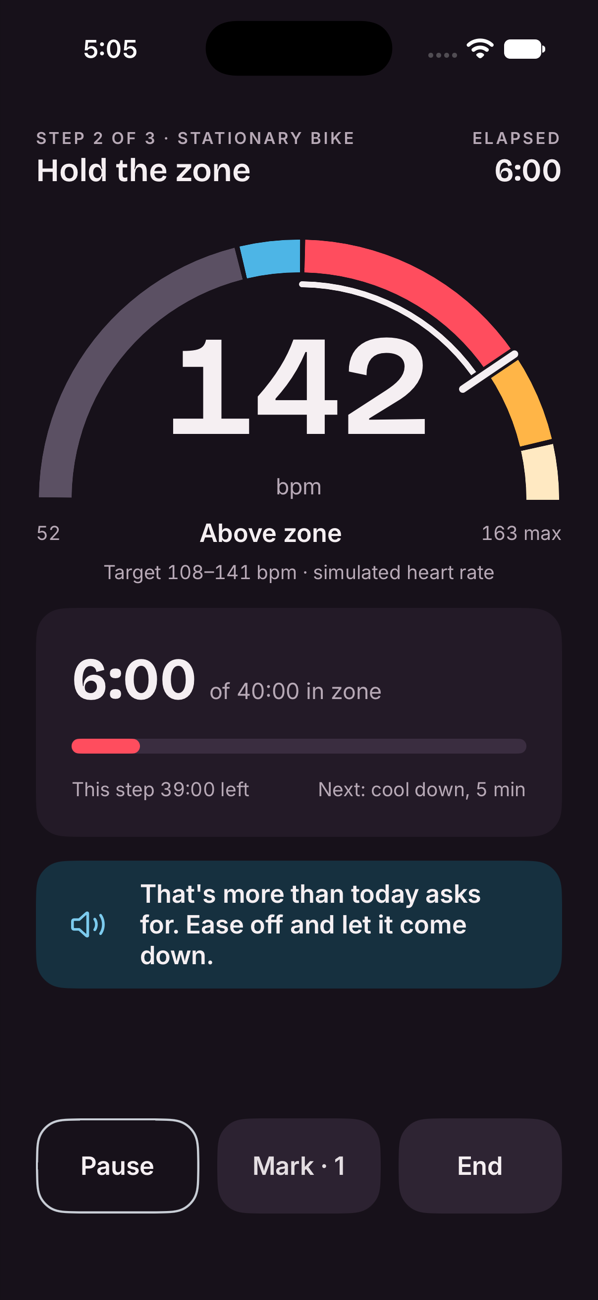 5:05
STEP 2 OF 3 · STATIONARY BIKE
ELAPSED
Hold the zone
6:00
142
bpm
52
Above zone
163 max
Target 108–141 bpm · simulated heart rate
6:00 of 40:00 in zone
This step 39:00 left
Next: cool down, 5 min
That's more than today asks
for. Ease off and let it come
down.
Pause
Mark · 1
End